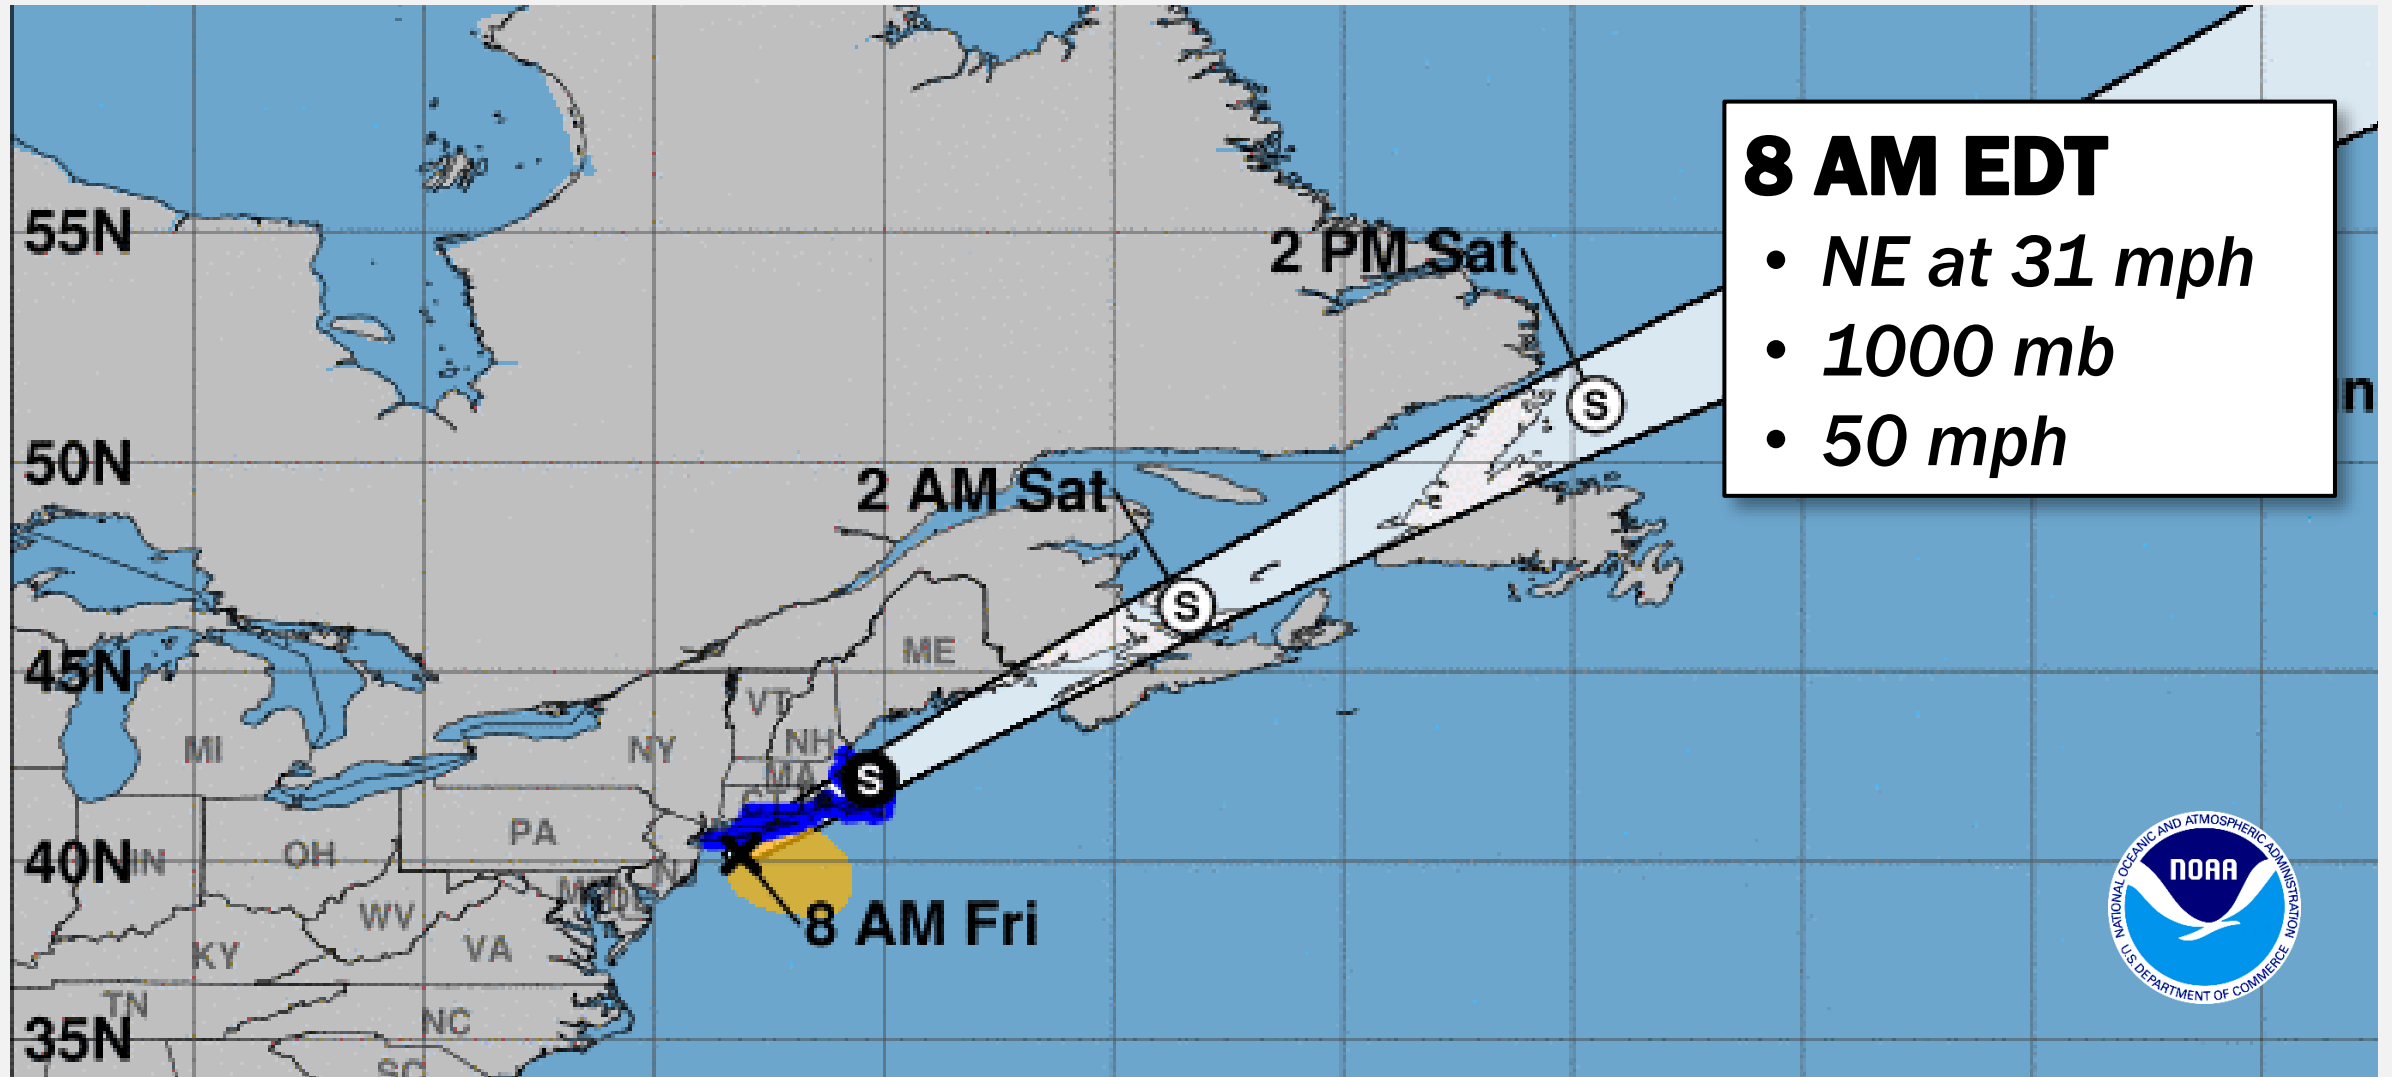 8 AM EDT
• NE at 31 mph
• 1000 mb
• 50 mph
55N
2 PM Sat
S
n
50N
2 AM Sat
S
ME
45N
VT
MI
NY
NH
MA
S
CT
PA
40N
IN
OH
NJ
8 AM Fri
WV
VA
KY
TN
NC
35N
SC
NOAA
NATIONAL OCEANIC AND ATMOSPHERIC ADMINISTRATION
U.S. DEPARTMENT OF COMMERCE